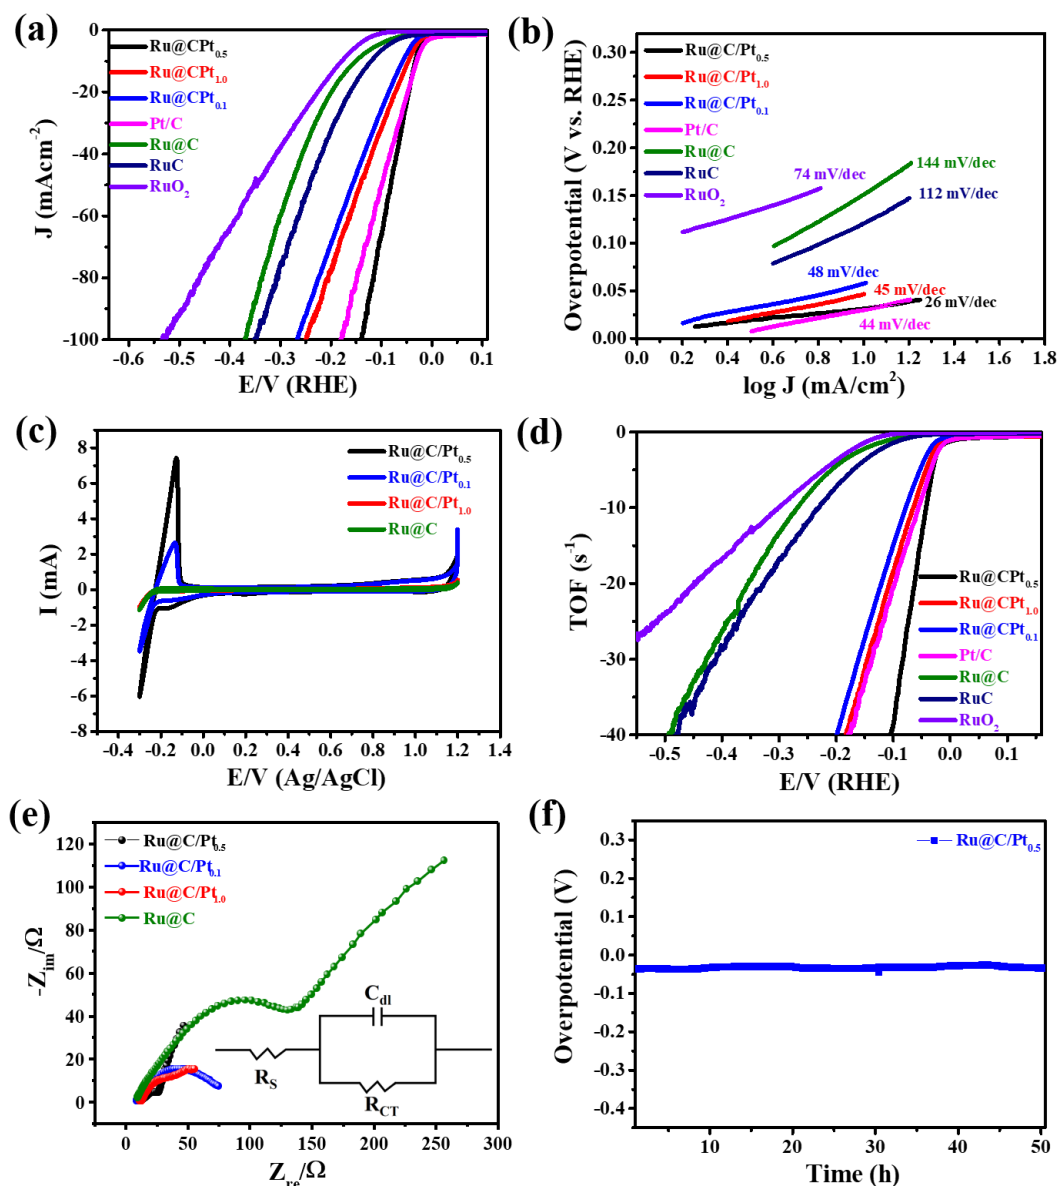 (a)
0
-20
-40
-60
-80
-100
J (mAcm⁻²)
Ru@CPt₀.₅
Ru@CPt₁.₀
Ru@CPt₀.₁
Pt/C
Ru@C
RuC
RuO₂
-0.6 -0.5 -0.4 -0.3 -0.2 -0.1 0.0 0.1
E/V (RHE)
(b)
0.30
0.25
0.20
0.15
0.10
0.05
0.00
Overpotential (V vs. RHE)
Ru@C/Pt₀.₅
Ru@C/Pt₁.₀
Ru@C/Pt₀.₁
Pt/C
Ru@C
RuC
RuO₂
74 mV/dec
144 mV/dec
112 mV/dec
48 mV/dec
45 mV/dec
26 mV/dec
44 mV/dec
0.0 0.2 0.4 0.6 0.8 1.0 1.2 1.4 1.6 1.8
log J (mA/cm²)
(c)
8
6
4
2
0
-2
-4
-6
-8
I (mA)
Ru@C/Pt₀.₅
Ru@C/Pt₀.₁
Ru@C/Pt₁.₀
Ru@C
-0.4 -0.2 0.0 0.2 0.4 0.6 0.8 1.0 1.2 1.4
E/V (Ag/AgCl)
(d)
0
-10
-20
-30
-40
TOF (s⁻¹)
Ru@CPt₀.₅
Ru@CPt₁.₀
Ru@CPt₀.₁
Pt/C
Ru@C
RuC
RuO₂
-0.5 -0.4 -0.3 -0.2 -0.1 0.0 0.1
E/V (RHE)
(e)
120
100
80
60
40
20
0
-Zim/Ω
Ru@C/Pt₀.₅
Ru@C/Pt₀.₁
Ru@C/Pt₁.₀
Ru@C
Cdl
RS
RCT
0 50 100 150 200 250 300
Zre/Ω
(f)
0.3
0.2
0.1
0.0
-0.1
-0.2
-0.3
-0.4
Overpotential (V)
Ru@C/Pt₀.₅
10 20 30 40 50
Time (h)